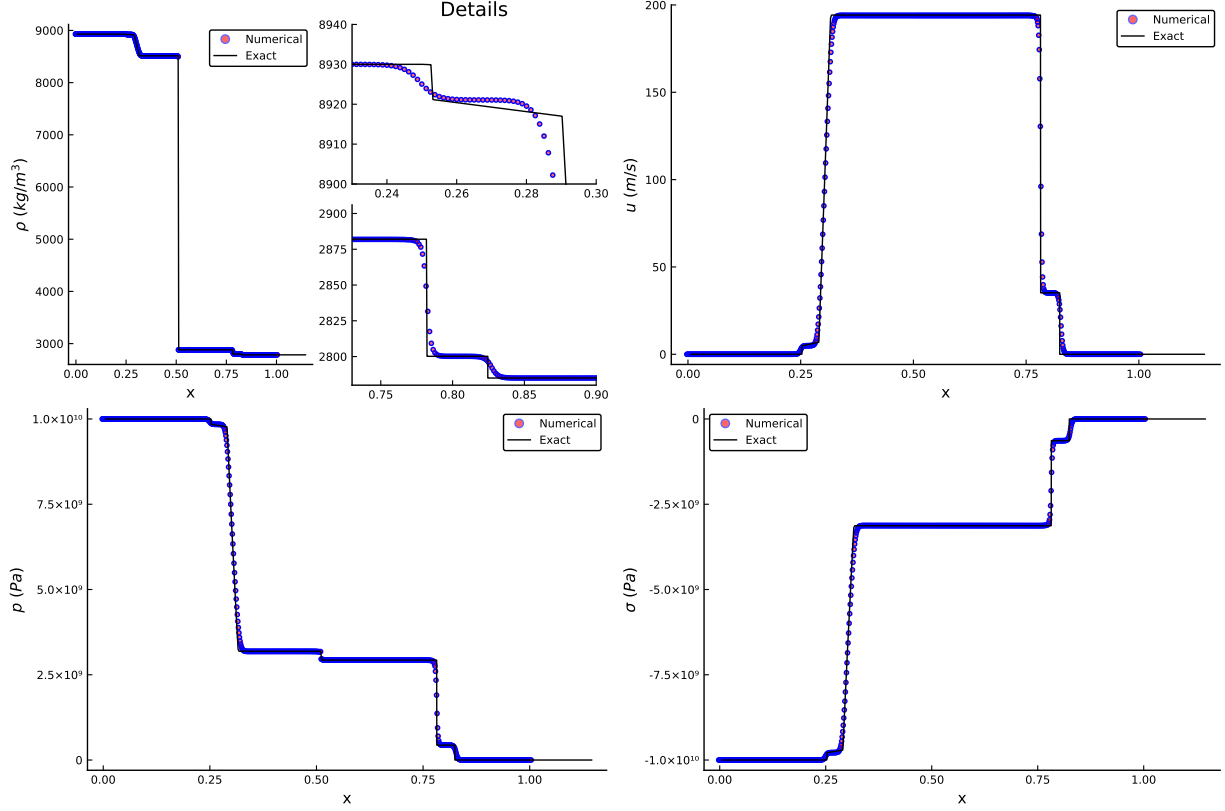 Details
ρ (kg/m³)
9000
8000
7000
6000
5000
4000
3000
0.00 0.25 0.50 0.75 1.00
x
Numerical
Exact
8940
8930
8920
8910
8900
0.24 0.26 0.28 0.30
2900
2875
2850
2825
2800
0.75 0.80 0.85 0.90
u (m/s)
200
150
100
50
0
0.00 0.25 0.50 0.75 1.00
x
Numerical
Exact
p (Pa)
1.0×10¹⁰
7.5×10⁹
5.0×10⁹
2.5×10⁹
0
0.00 0.25 0.50 0.75 1.00
x
Numerical
Exact
σ (Pa)
0
-2.5×10⁹
-5.0×10⁹
-7.5×10⁹
-1.0×10¹⁰
0.00 0.25 0.50 0.75 1.00
x
Numerical
Exact